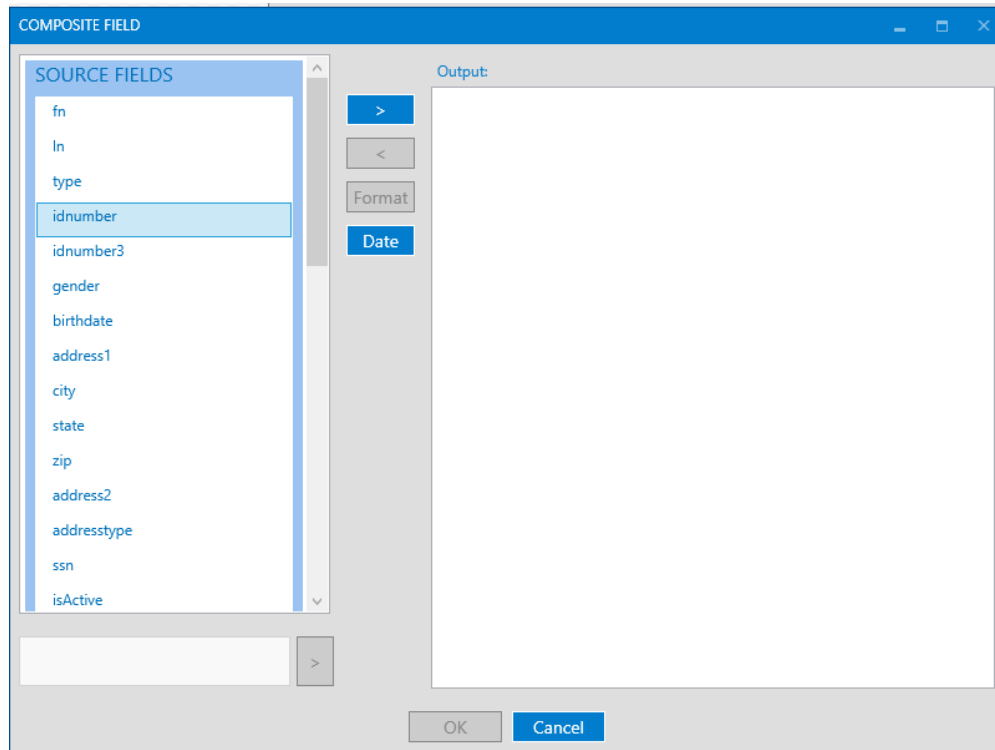 COMPOSITE FIELD
SOURCE FIELDS
fn
ln
type
idnumber
idnumber3
gender
birthdate
address1
city
state
zip
address2
addresstype
ssn
isActive
>
>
<
Format
Date
Output:
OK
Cancel